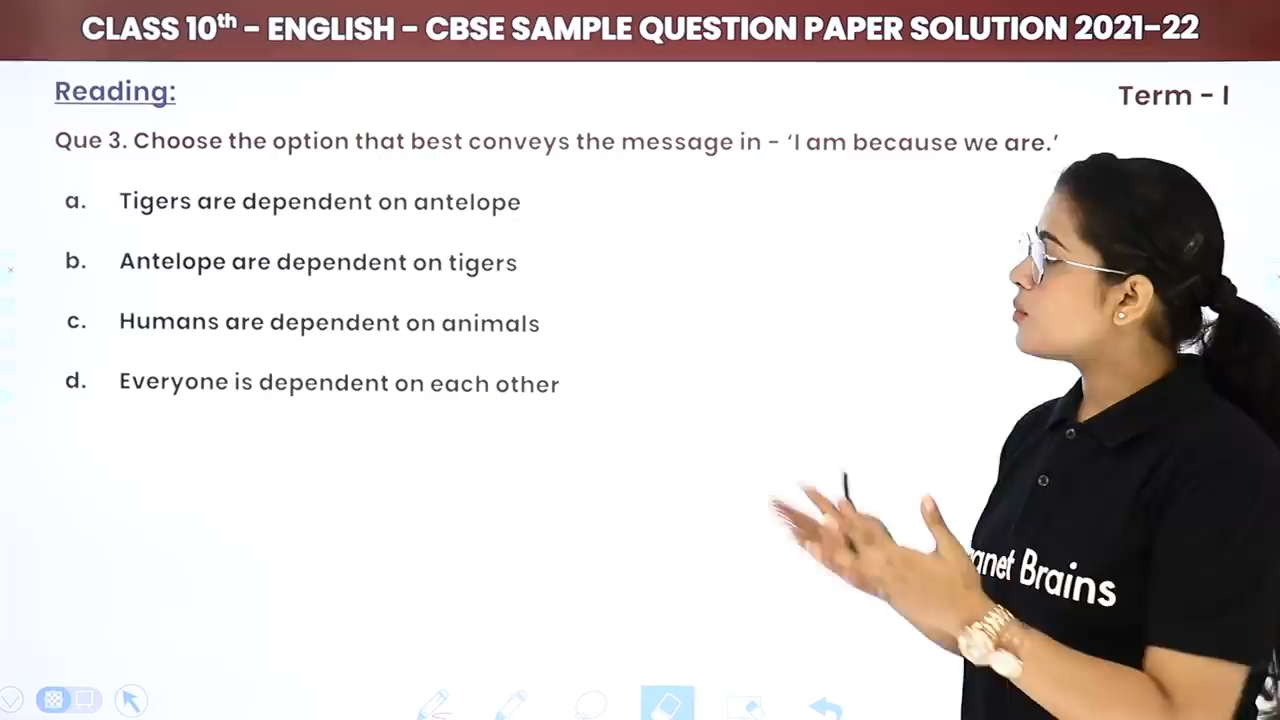 CLASS 10th - ENGLISH - CBSE SAMPLE QUESTION PAPER SOLUTION 2021-22
Reading:
Term - I
Que 3. Choose the option that best conveys the message in - ‘I am because we are.’
a. Tigers are dependent on antelope
b. Antelope are dependent on tigers
c. Humans are dependent on animals
d. Everyone is dependent on each other
Brains